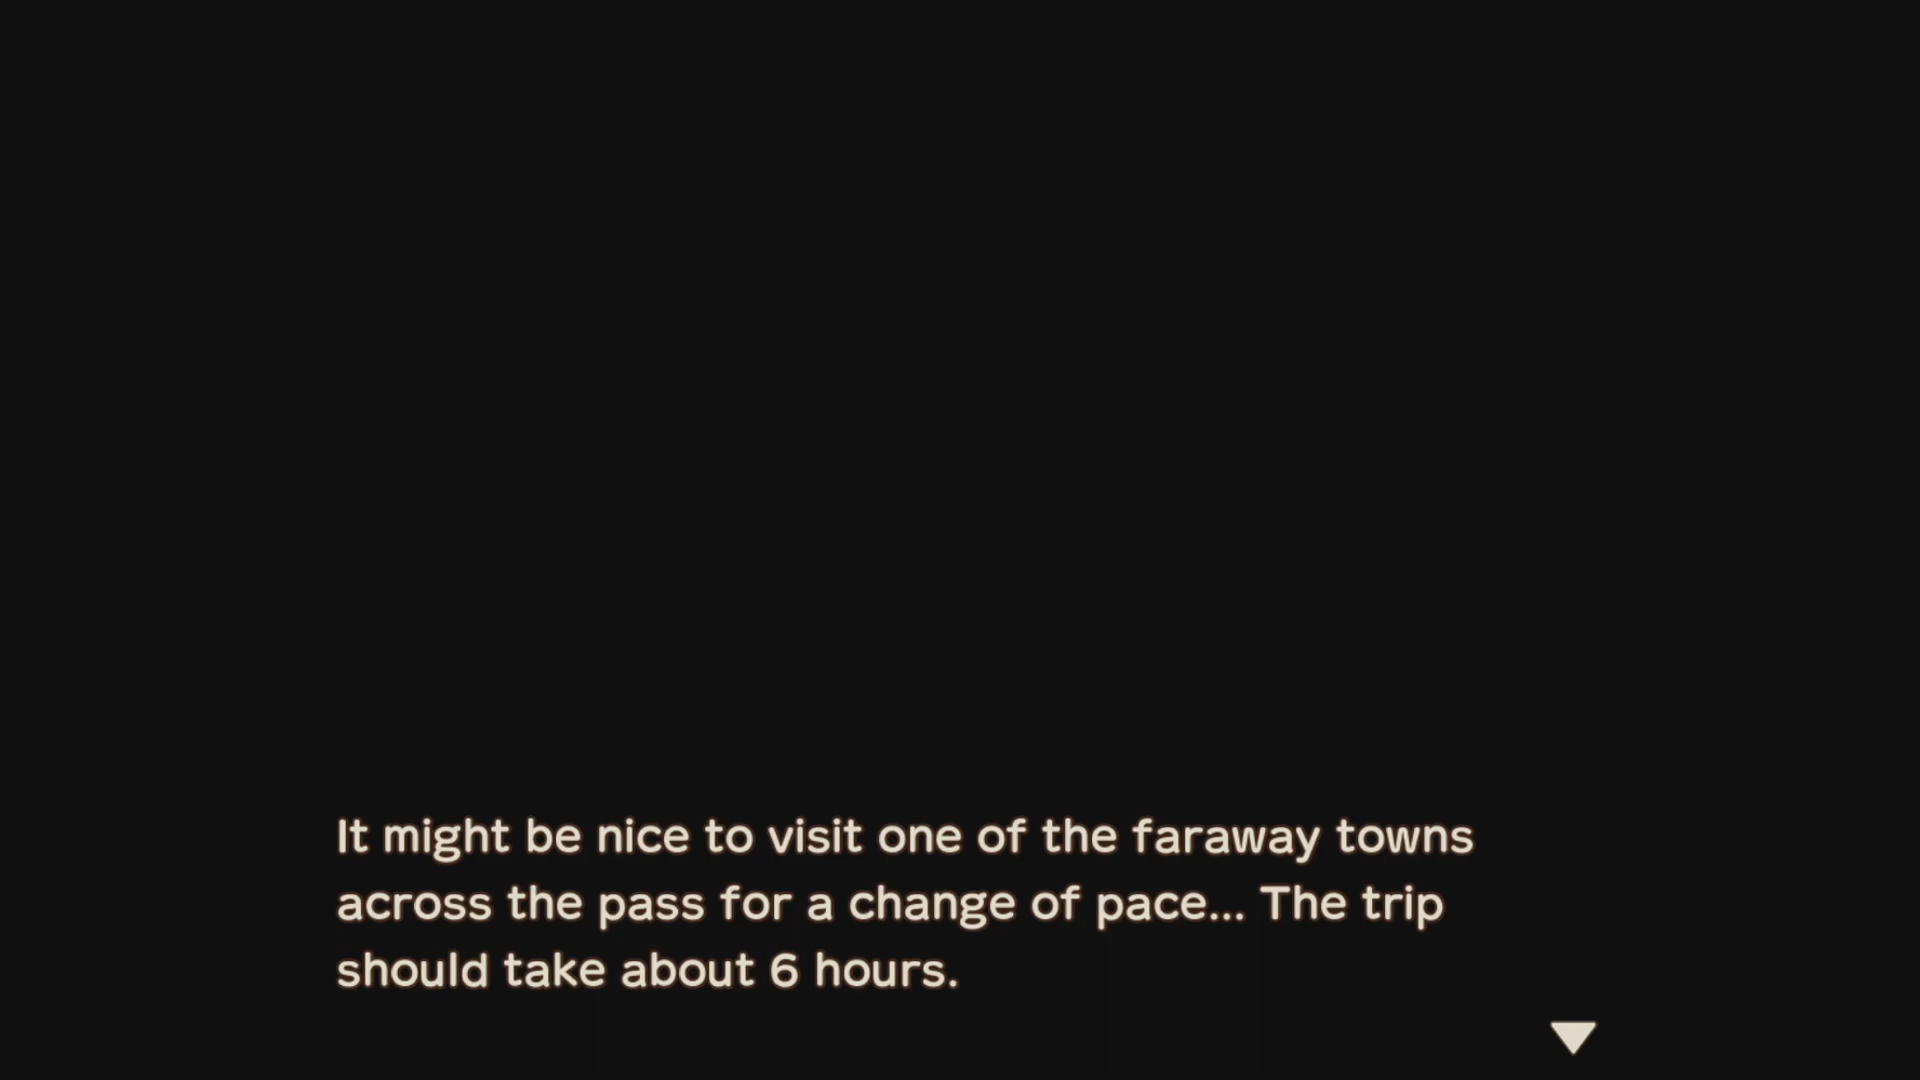 It might be nice to visit one of the faraway towns
across the pass for a change of pace... The trip
should take about 6 hours.